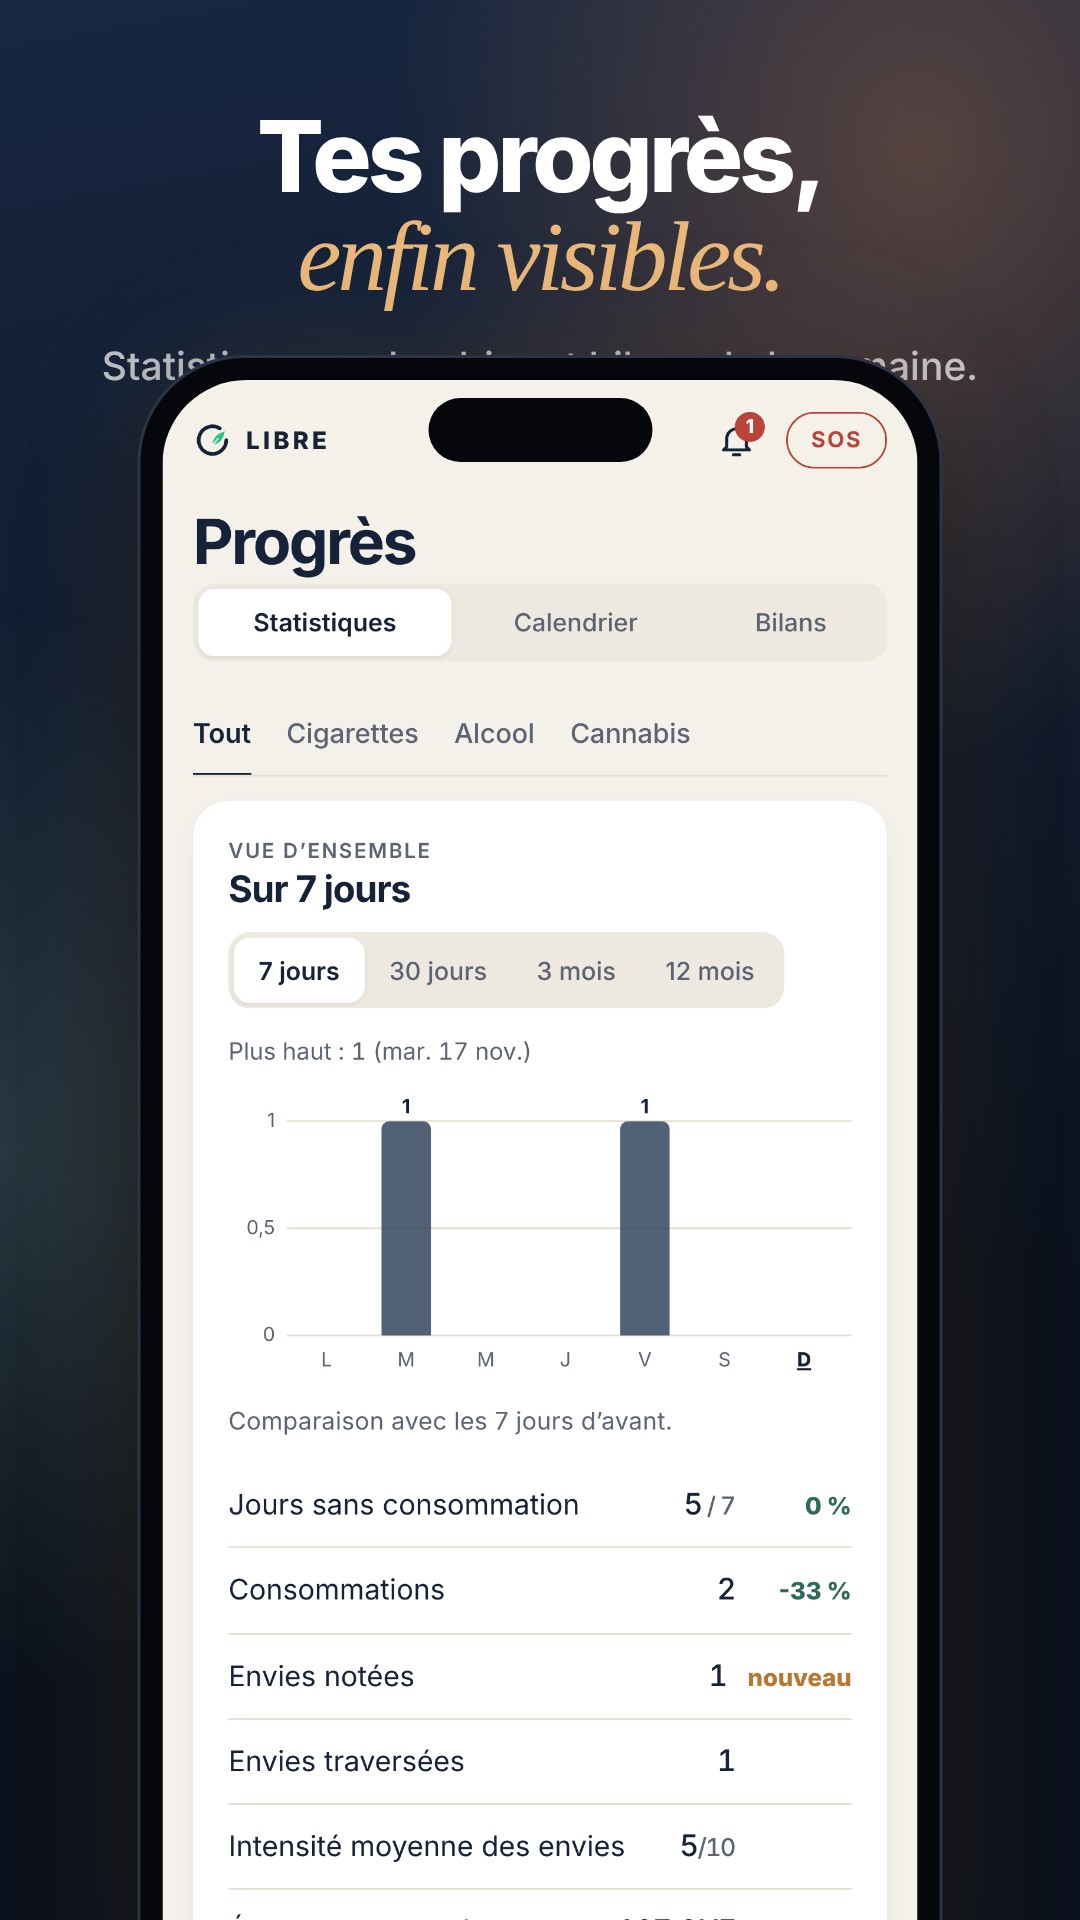 Tes progrès,
enfin visibles.
LIBRE
1
SOS
Progrès
Statistiques Calendrier Bilans
Tout Cigarettes Alcool Cannabis
VUE D’ENSEMBLE
Sur 7 jours
7 jours 30 jours 3 mois 12 mois
Plus haut : 1 (mar. 17 nov.)
1 1
1
0,5
0
L M M J V S D
Comparaison avec les 7 jours d’avant.
Jours sans consommation 5 / 7 0 %
Consommations 2 -33 %
Envies notées 1 nouveau
Envies traversées 1
Intensité moyenne des envies 5/10